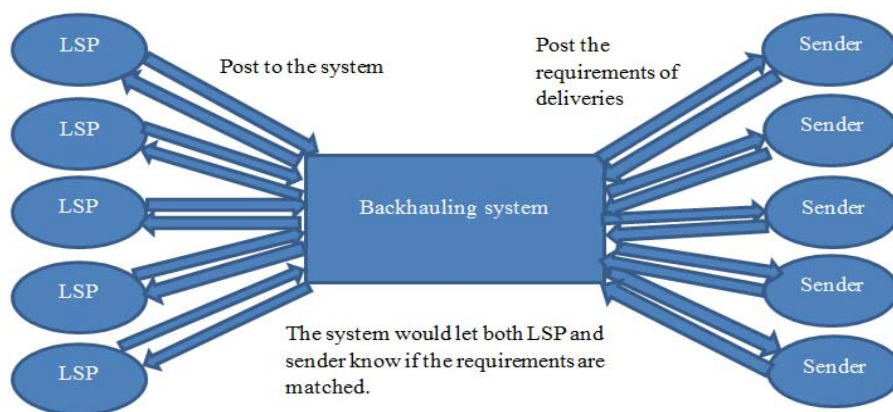 LSP
Post to the system
Post the
requirements of
deliveries
Sender
LSP
Sender
LSP
Backhauling system
Sender
LSP
Sender
The system would let both LSP and
sender know if the requirements are
matched.
LSP
Sender